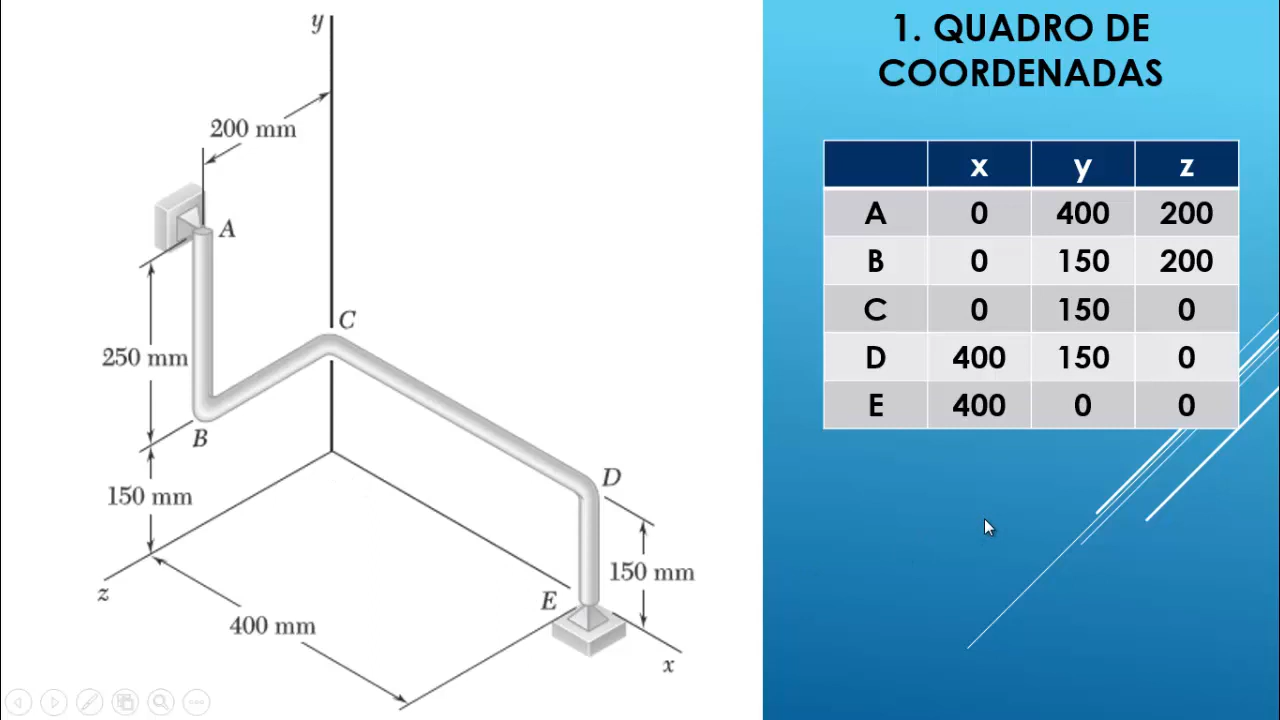 y
200 mm
A
C
250 mm
B
D
150 mm
150 mm
E
z
400 mm
x
1. QUADRO DE
COORDENADAS
x y z
A 0 400 200
B 0 150 200
C 0 150 0
D 400 150 0
E 400 0 0